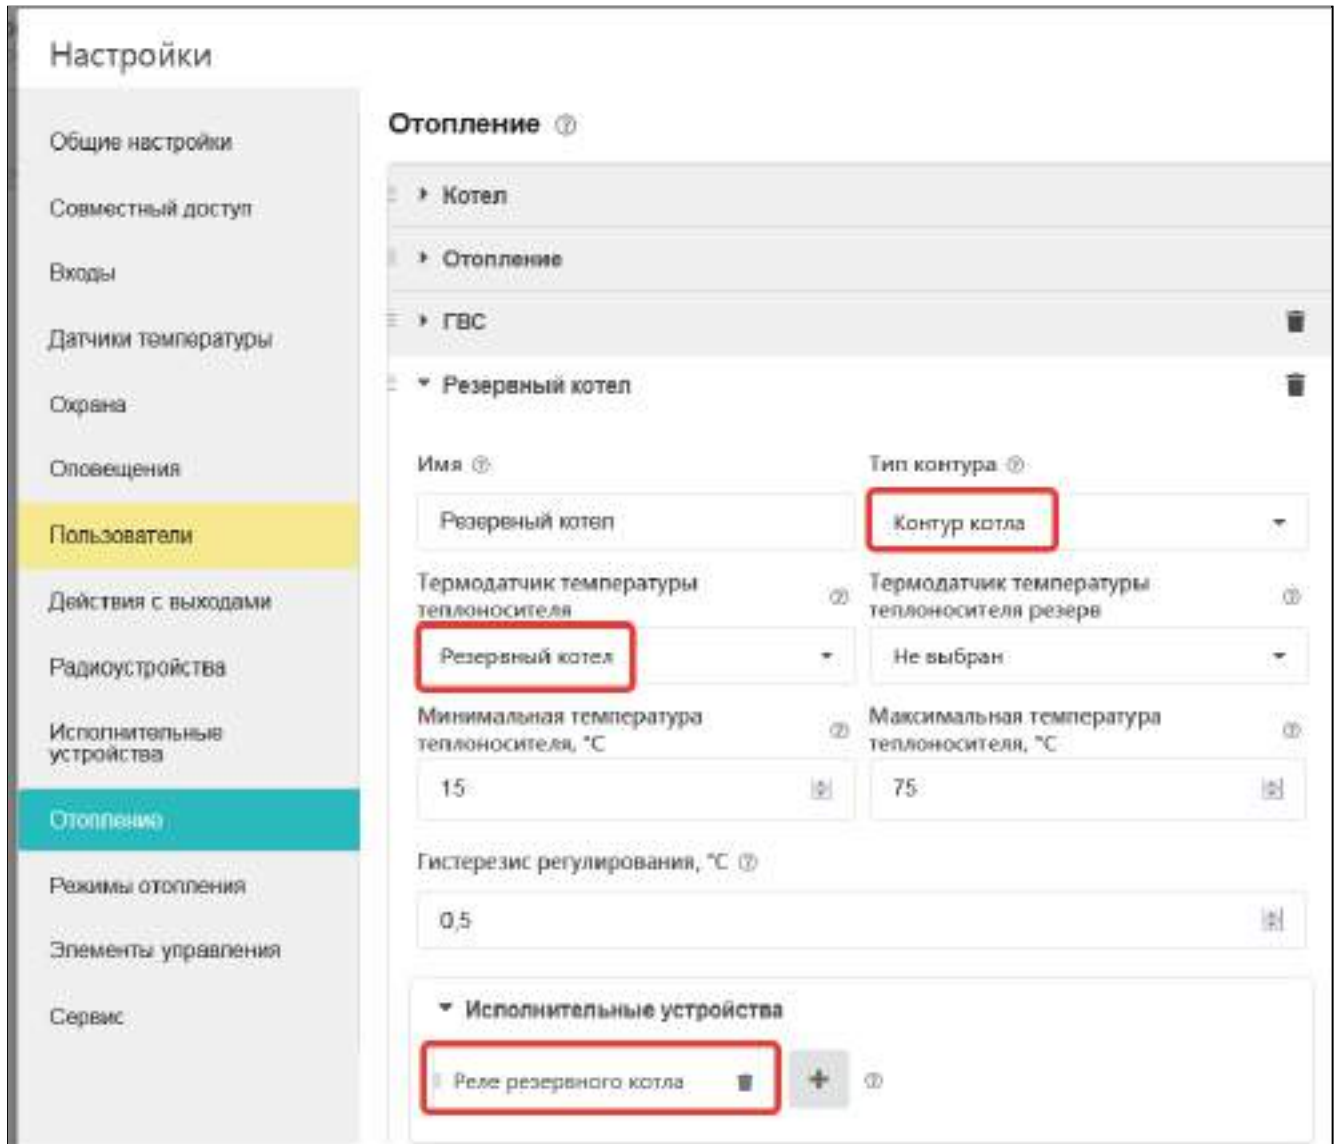 Настройки
Общие настройки
Совместный доступ
Входы
Датчики температуры
Охрана
Оповещения
Пользователи
Действия с выходами
Радиоустройства
Исполнительные
устройства
Отопление
Режимы отопления
Элементы управления
Сервис
Отопление
Котел
Отопление
ГВС
Резервный котел
Имя
Тип контура
Резервный котел
Контур котла
Термодатчик температуры
теплоносителя
Термодатчик температуры
теплоносителя резерв
Резервный котел
Не выбран
Минимальная температура
теплоносителя, °С
Максимальная температура
теплоносителя, °С
15
75
Гистерезис регулирования, °С
0,5
Исполнительные устройства
Реле резервного котла
+